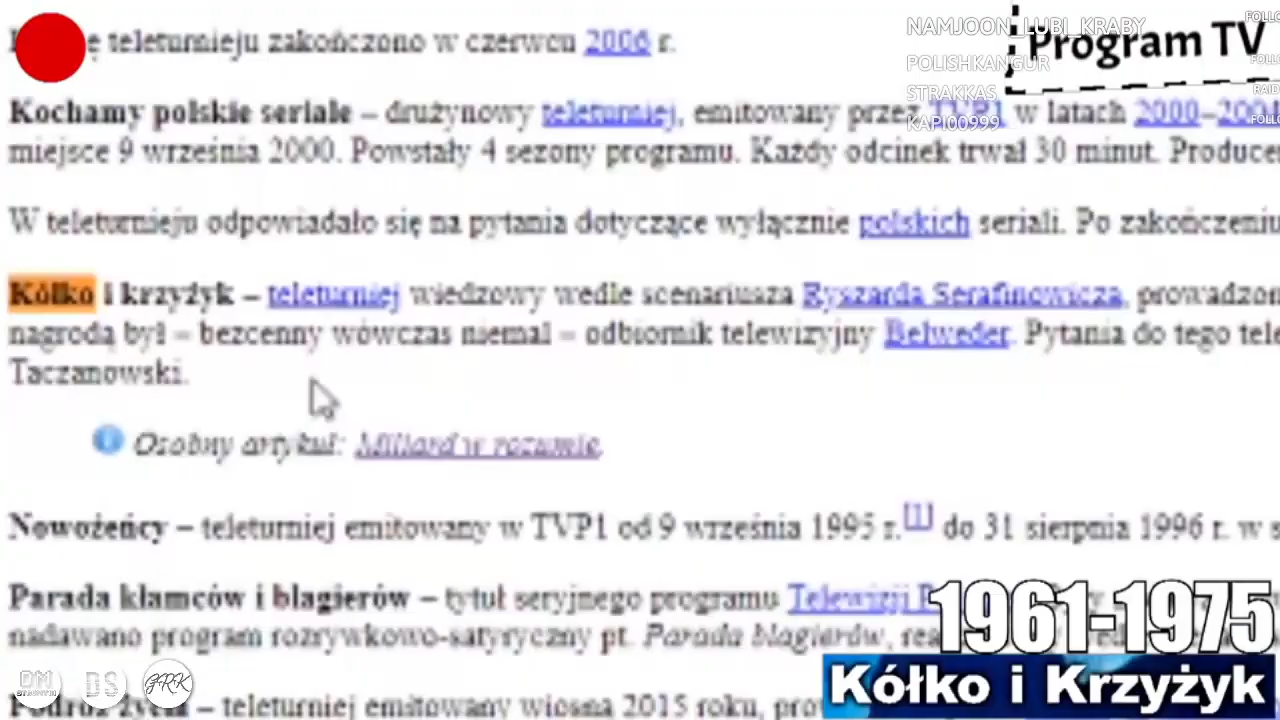 ę teleturnieju zakończono w czerwcu 2006 r.
Program TV
NAMJOON_LUBI_KRABY
POLISHKANGUR
STRAKKAS
KAPI00999
Kochamy polskie seriale – drużynowy teleturniej, emitowany przez TVP1 w latach 2000–2004
miejsce 9 września 2000. Powstały 4 sezony programu. Każdy odcinek trwał 30 minut. Producen
W teleturnieju odpowiadało się na pytania dotyczące wyłącznie polskich seriali. Po zakończeniu
Kółko i krzyżyk – teleturniej wiedzowy wedle scenariusza Ryszarda Serafinowicza, prowadzon
nagrodą był – bezcenny wówczas niemal – odbiornik telewizyjny Belweder. Pytania do tego tele
Taczanowski.
Osobny artykuł: Miliard w rozumie.
Nowożeńcy – teleturniej emitowany w TVP1 od 9 września 1995 r.[1] do 31 sierpnia 1996 r. w s
Parada kłamców i blagierów – tytuł seryjnego programu Telewizji
nadawano program rozrywkowo-satyryczny pt. Parada blagierów, rea
Podróż życia – teleturniej emitowany wiosną 2015 roku, pro
1961-1975
Kółko i Krzyżyk
DS
GRK